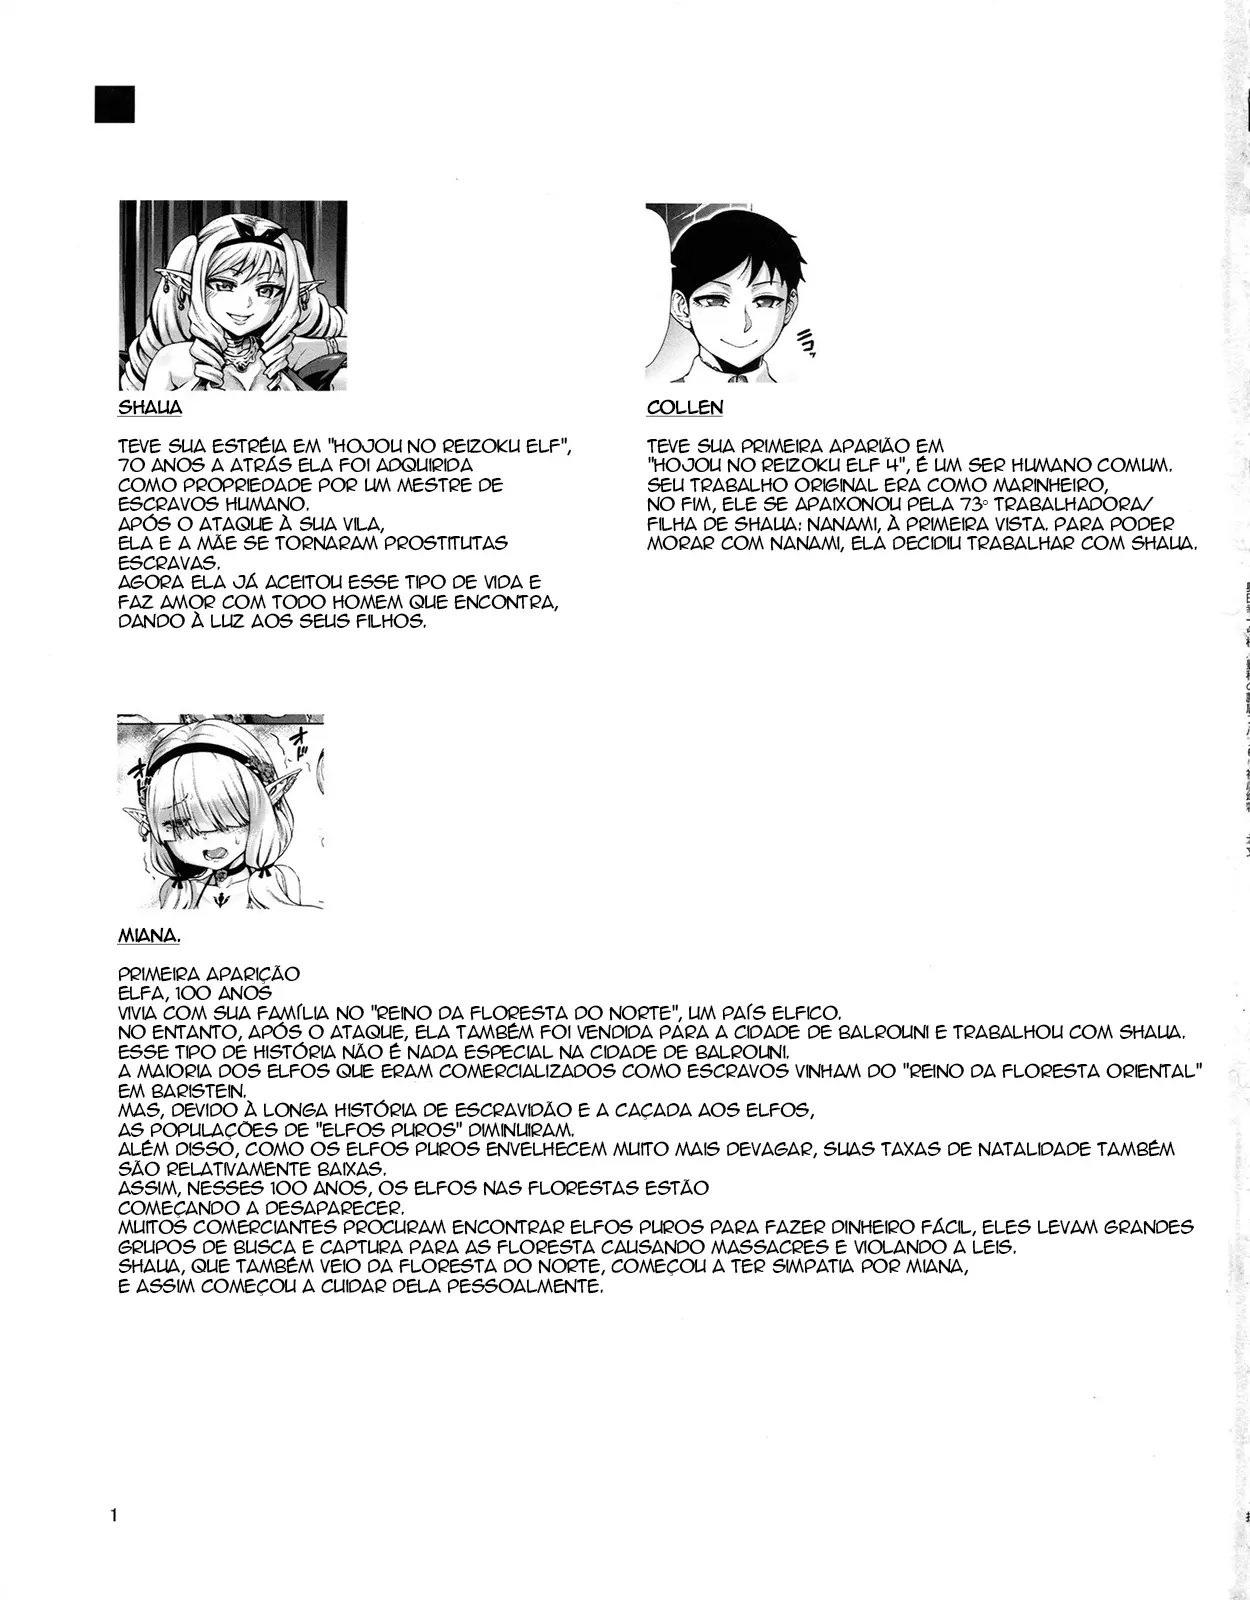 SHAUA
TEVE SUA ESTRÉIA EM "HOJOU NO REIZOKU ELF",
70 ANOS A ATRÁS ELA FOI ADQUIRIDA
COMO PROPRIEDADE POR UM MESTRE DE
ESCRAVOS HUMANO.
APÓS O ATAQUE À SUA VILA,
ELA E A MÃE SE TORNARAM PROSTITUTAS
ESCRAVAS.
AGORA ELA JÁ ACEITOU ESSE TIPO DE VIDA E
FAZ AMOR COM TODO HOMEM QUE ENCONTRA,
DANDO À LUZ AOS SEUS FILHOS.
COLLEN
TEVE SUA PRIMEIRA APARIÃO EM
"HOJOU NO REIZOKU ELF 4", É UM SER HUMANO COMUM.
SEU TRABALHO ORIGINAL ERA COMO MARINHEIRO,
NO FIM, ELE SE APAIXONOU PELA 73° TRABALHADORA/
FILHA DE SHAUA: NANAMI, À PRIMEIRA VISTA. PARA PODER
MORAR COM NANAMI, ELA DECIDIU TRABALHAR COM SHAUA.
ニコッ
オド
オド
MIANA.
PRIMEIRA APARIÇÃO
ELFA, 100 ANOS
VIVIA COM SUA FAMÍLIA NO "REINO DA FLORESTA DO NORTE", UM PAÍS ELFICO.
NO ENTANTO, APÓS O ATAQUE, ELA TAMBÉM FOI VENDIDA PARA A CIDADE DE BALROUNI E TRABALHOU COM SHAUA.
ESSE TIPO DE HISTÓRIA NÃO É NADA ESPECIAL NA CIDADE DE BALROUNI.
A MAIORIA DOS ELFOS QUE ERAM COMERCIALIZADOS COMO ESCRAVOS VINHAM DO "REINO DA FLORESTA ORIENTAL"
EM BARISTEIN.
MAS, DEVIDO À LONGA HISTÓRIA DE ESCRAVIDÃO E A CAÇADA AOS ELFOS,
AS POPULAÇÕES DE "ELFOS PUROS" DIMINUIRAM.
ALÉM DISSO, COMO OS ELFOS PUROS ENVELHECEM MUITO MAIS DEVAGAR, SUAS TAXAS DE NATALIDADE TAMBÉM
SÃO RELATIVAMENTE BAIXAS.
ASSIM, NESSES 100 ANOS, OS ELFOS NAS FLORESTAS ESTÃO
COMEÇANDO A DESAPARECER.
MUITOS COMERCIANTES PROCURAM ENCONTRAR ELFOS PUROS PARA FAZER DINHEIRO FÁCIL, ELES LEVAM GRANDES
GRUPOS DE BUSCA E CAPTURA PARA AS FLORESTA CAUSANDO MASSACRES E VIOLANDO A LEIS.
SHAUA, QUE TAMBÉM VEIO DA FLORESTA DO NORTE, COMEÇOU A TER SIMPATIA POR MIANA,
E ASSIM COMEÇOU A CUIDAR DELA PESSOALMENTE.
1